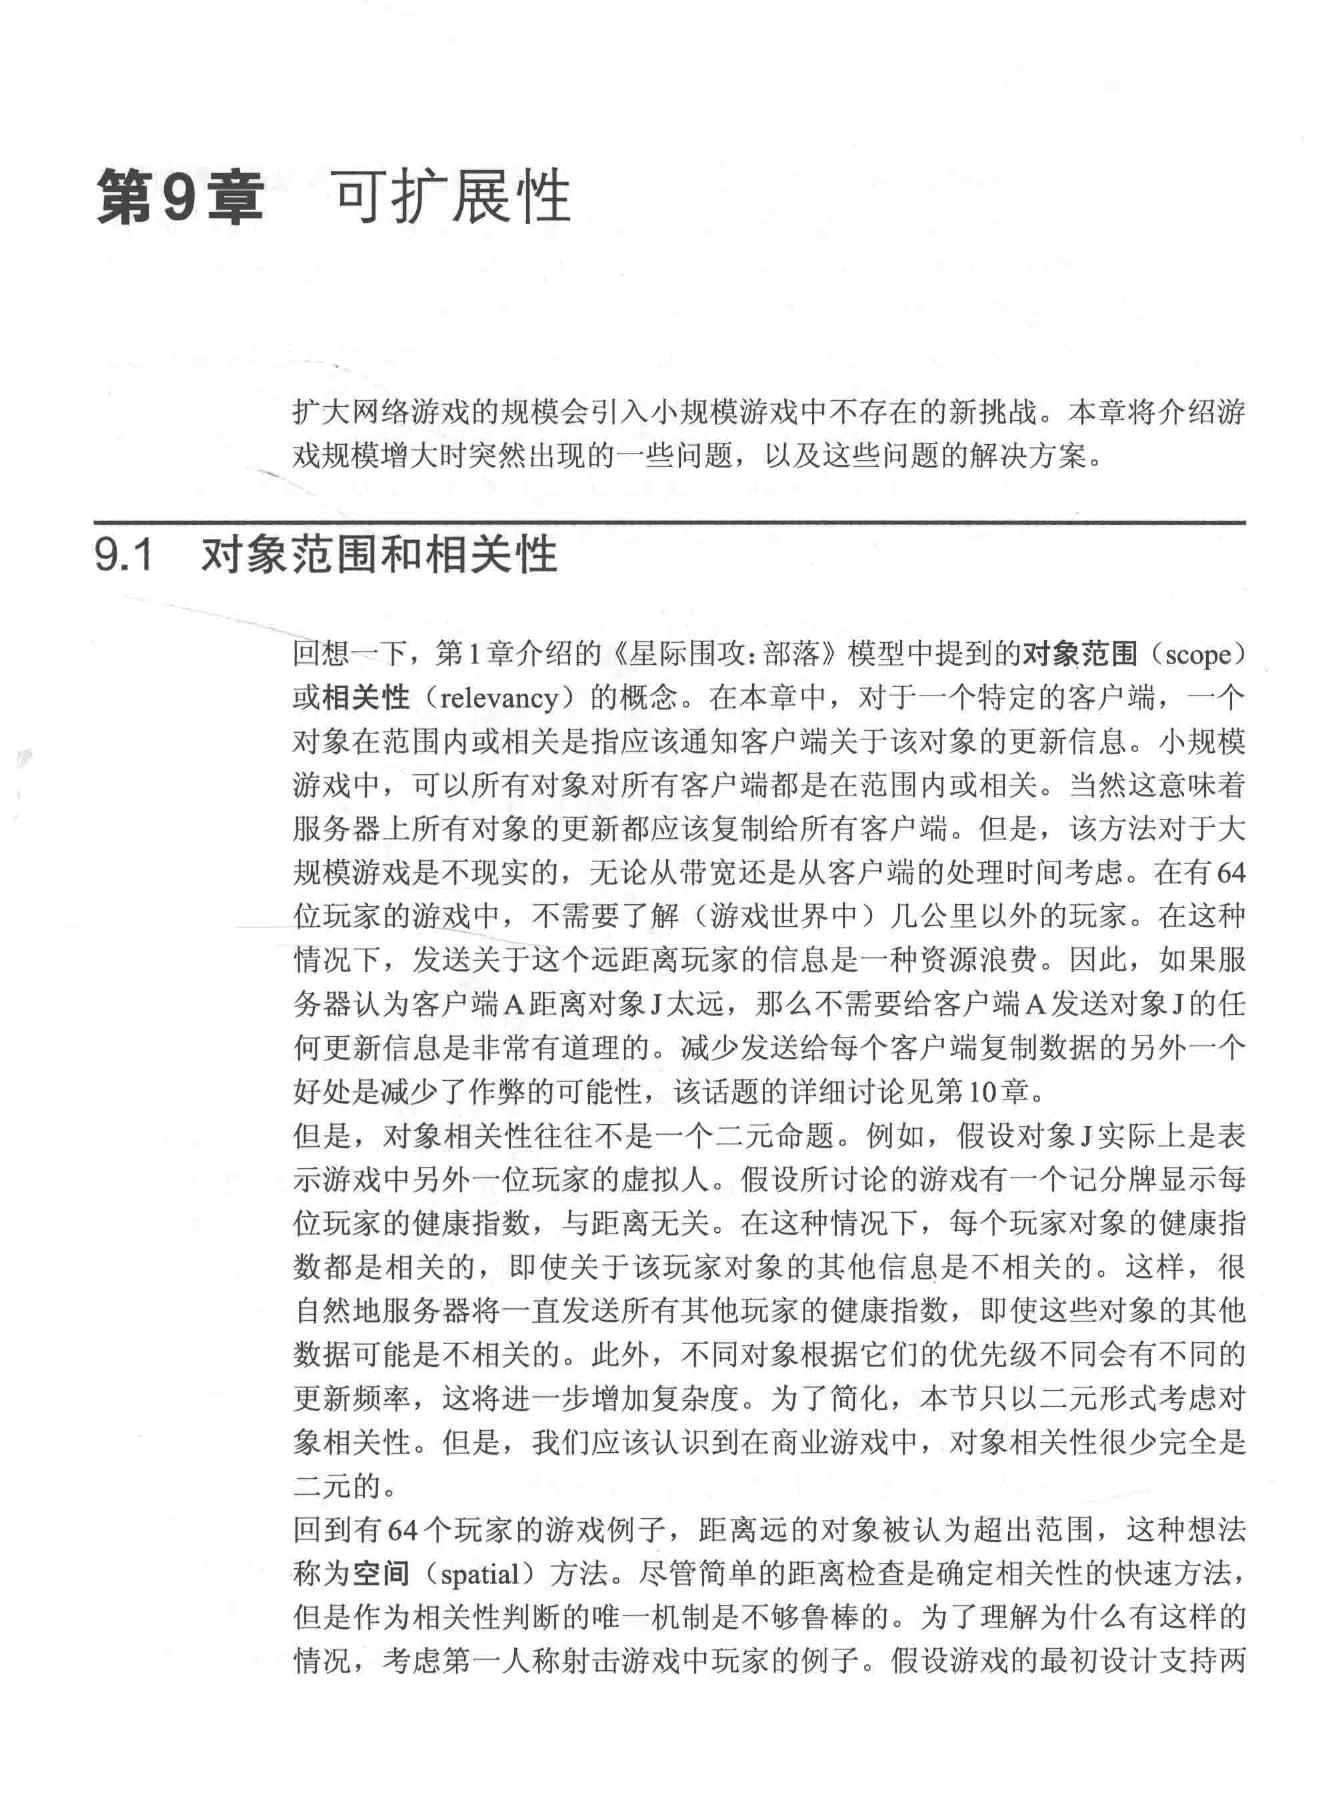 第9章 可扩展性
扩大网络游戏的规模会引入小规模游戏中不存在的新挑战。本章将介绍游
戏规模增大时突然出现的一些问题，以及这些问题的解决方案。
9.1 对象范围和相关性
回想一下，第1章介绍的《星际围攻：部落》模型中提到的对象范围（scope）
或相关性（relevancy）的概念。在本章中，对于一个特定的客户端，一个
对象在范围内或相关是指应该通知客户端关于该对象的更新信息。小规模
游戏中，可以所有对象对所有客户端都是在范围内或相关。当然这意味着
服务器上所有对象的更新都应该复制给所有客户端。但是，该方法对于大
规模游戏是不现实的，无论从带宽还是从客户端的处理时间考虑。在有64
位玩家的游戏中，不需要了解（游戏世界中）几公里以外的玩家。在这种
情况下，发送关于这个远距离玩家的信息是一种资源浪费。因此，如果服
务器认为客户端A距离对象J太远，那么不需要给客户端A发送对象J的任
何更新信息是非常有道理的。减少发送给每个客户端复制数据的另外一个
好处是减少了作弊的可能性，该话题的详细讨论见第10章。
但是，对象相关性往往不是一个二元命题。例如，假设对象J实际上是表
示游戏中另外一位玩家的虚拟人。假设所讨论的游戏有一个记分牌显示每
位玩家的健康指数，与距离无关。在这种情况下，每个玩家对象的健康指
数都是相关的，即使关于该玩家对象的其他信息是不相关的。这样，很
自然地服务器将一直发送所有其他玩家的健康指数，即使这些对象的其他
数据可能是不相关的。此外，不同对象根据它们的优先级不同会有不同的
更新频率，这将进一步增加复杂度。为了简化，本节只以二元形式考虑对
象相关性。但是，我们应该认识到在商业游戏中，对象相关性很少完全是
二元的。
回到有64个玩家的游戏例子，距离远的对象被认为超出范围，这种想法
称为空间（spatial）方法。尽管简单的距离检查是确定相关性的快速方法，
但是作为相关性判断的唯一机制是不够鲁棒的。为了理解为什么有这样的
情况，考虑第一人称射击游戏中玩家的例子。假设游戏的最初设计支持两